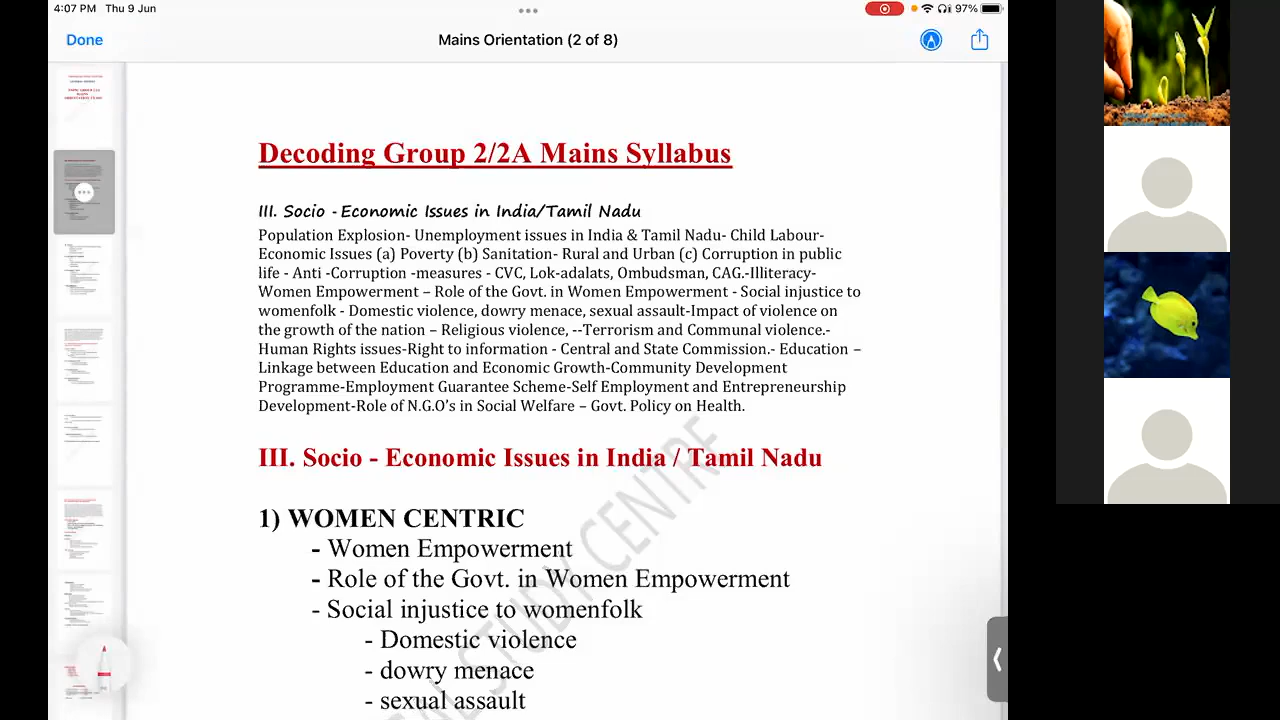 4:07 PM Thu 9 Jun
97%
Done
Mains Orientation (2 of 8)
Decoding Group 2/2A Mains Syllabus
III. Socio - Economic Issues in India/Tamil Nadu
Population Explosion- Unemployment issues in India & Tamil Nadu- Child Labour-
Economic issues (a) Poverty (b) Sanitation- Rural and Urban (c) Corruption in public
life - Anti -Corruption -measures - CVC, Lok-adalats, Ombudsman, CAG.-Illiteracy-
Women Empowerment – Role of the Govt. in Women Empowerment - Social injustice to
womenfolk - Domestic violence, dowry menace, sexual assault-Impact of violence on
the growth of the nation – Religious violence, --Terrorism and Communal violence.-
Human Rights issues-Right to information - Central and State Commission- Education –
Linkage between Education and Economic Growth-Community Development
Programme-Employment Guarantee Scheme-Self Employment and Entrepreneurship
Development-Role of N.G.O's in Social Welfare – Govt. Policy on Health.
III. Socio - Economic Issues in India / Tamil Nadu
1) WOMEN CENTRIC
- Women Empowerment
- Role of the Govt. in Women Empowerment
- Social injustice to womenfolk
- Domestic violence
- dowry menace
- sexual assault
STUDY CENTRE